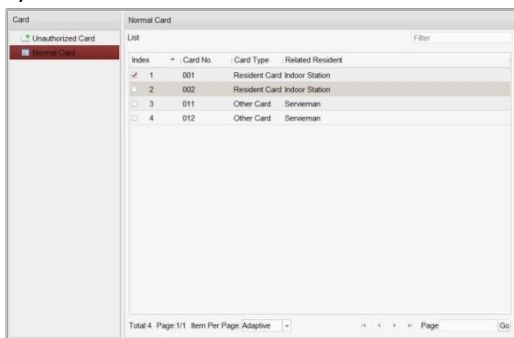 Card
Unauthorized Card
Normal Card
Normal Card
List
Filter
Index Card No. Card Type Related Resident
1 001 Resident Card Indoor Station
2 002 Resident Card Indoor Station
3 011 Other Card Servieman
4 012 Other Card Servieman
Total:4 Page:1/1 Item Per Page: Adaptive Page Go